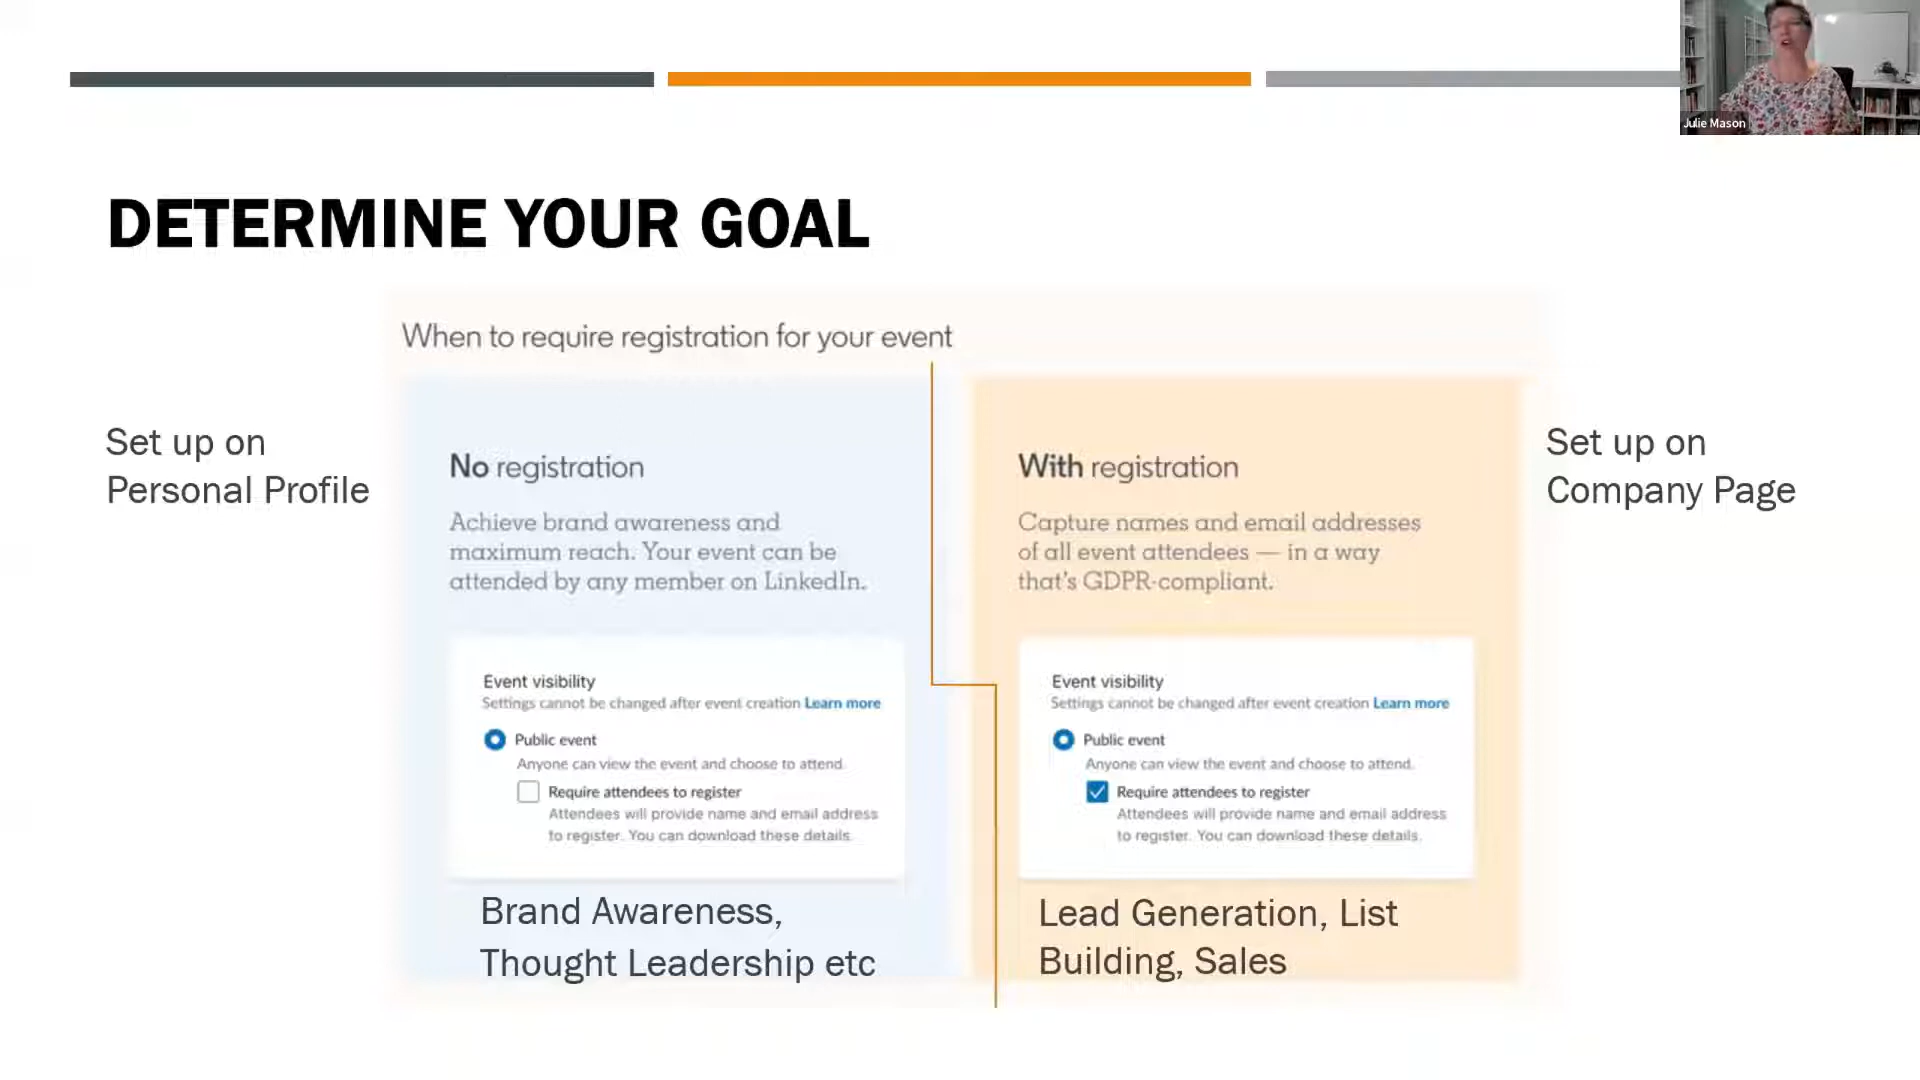 Julie Mason
DETERMINE YOUR GOAL
When to require registration for your event
Set up on
Personal Profile
No registration
Achieve brand awareness and
maximum reach. Your event can be
attended by any member on LinkedIn.
Event visibility
Settings cannot be changed after event creation Learn more
Public event
Anyone can view the event and choose to attend.
Require attendees to register
Attendees will provide name and email address
to register. You can download these details.
Brand Awareness,
Thought Leadership etc
With registration
Capture names and email addresses
of all event attendees — in a way
that's GDPR-compliant.
Event visibility
Settings cannot be changed after event creation Learn more
Public event
Anyone can view the event and choose to attend.
Require attendees to register
Attendees will provide name and email address
to register. You can download these details.
Lead Generation, List
Building, Sales
Set up on
Company Page